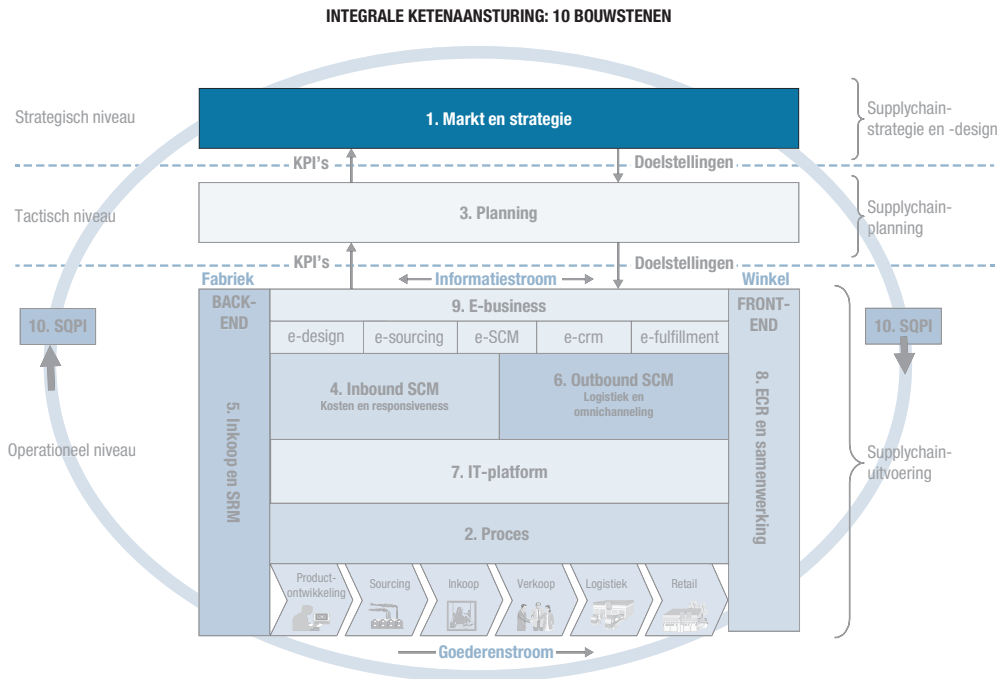 INTEGRALE KETENAANSTURING: 10 BOUWSTENEN
Strategisch niveau
1. Markt en strategie
Supplychain-
strategie en -design
KPI's
Doelstellingen
Tactisch niveau
3. Planning
Supplychain-
planning
KPI's
Doelstellingen
Fabriek
Informatiestroom
Winkel
BACK-
END
9. E-business
FRONT-
END
10. SQPI
10. SQPI
e-design
e-sourcing
e-SCM
e-crm
e-fulfillment
4. Inbound SCM
Kosten en responsiveness
6. Outbound SCM
Logistiek en
omnichanneling
5. Inkoop en SRM
8. ECR en samenwerking
Operationeel niveau
7. IT-platform
Supplychain-
uitvoering
2. Proces
Product-
ontwikkeling
Sourcing
Inkoop
Verkoop
Logistiek
Retail
Goederenstroom